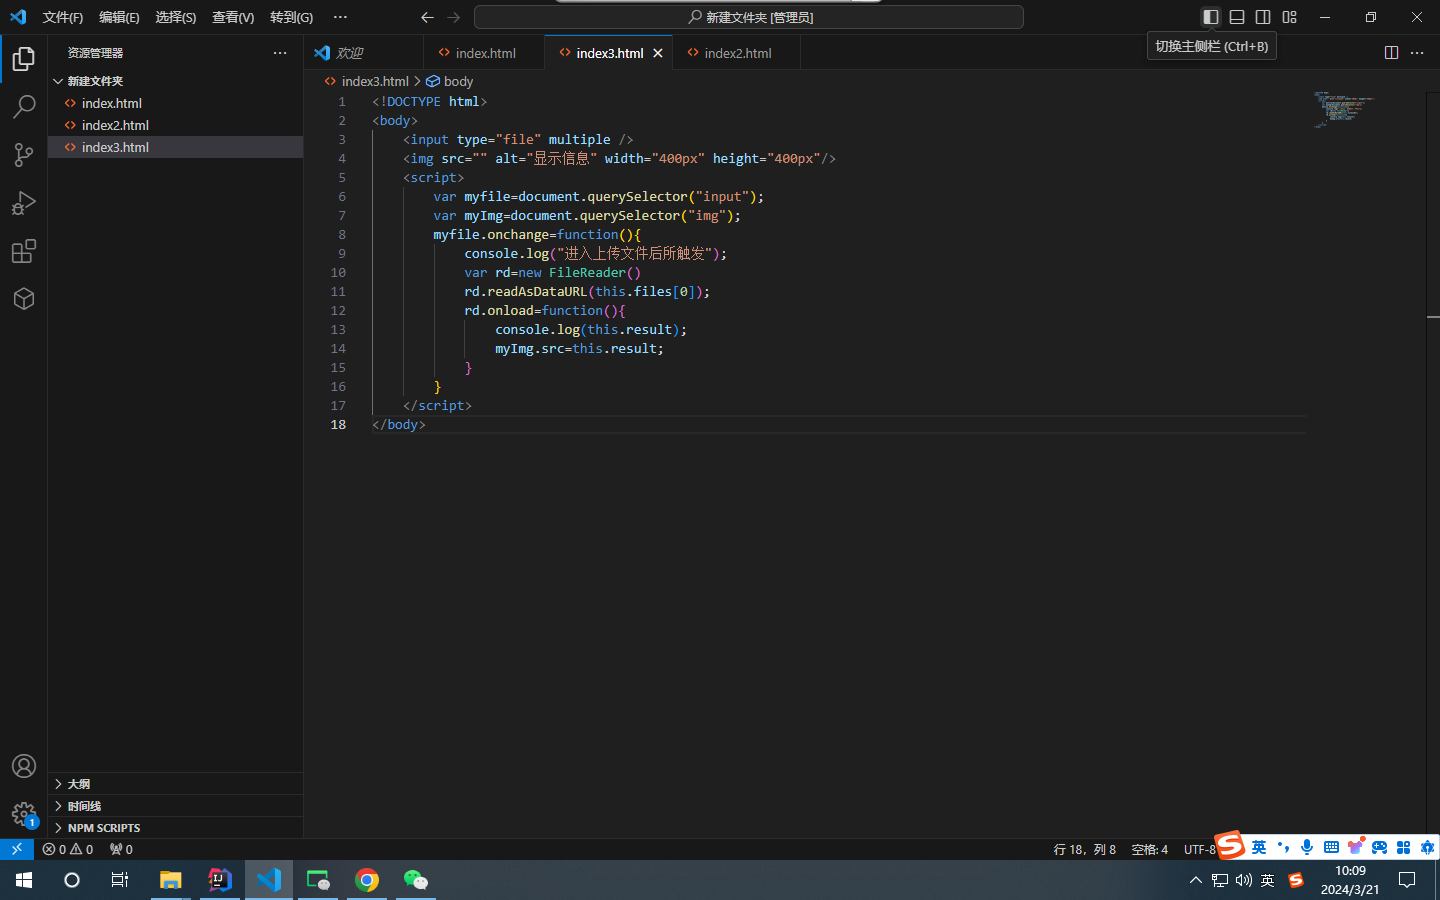 文件(F) 编辑(E) 选择(S) 查看(V) 转到(G) ··· 新建文件夹 [管理员]
切换主侧栏 (Ctrl+B)
资源管理器
欢迎 index.html index3.html index2.html
新建文件夹
index.html
index2.html
index3.html
index3.html > body
1 <!DOCTYPE html>
2 <body>
3 <input type="file" multiple />
4 <img src="" alt="显示信息" width="400px" height="400px"/>
5 <script>
6 var myfile=document.querySelector("input");
7 var myImg=document.querySelector("img");
8 myfile.onchange=function(){
9 console.log("进入上传文件后所触发");
10 var rd=new FileReader()
11 rd.readAsDataURL(this.files[0]);
12 rd.onload=function(){
13 console.log(this.result);
14 myImg.src=this.result;
15 }
16 }
17 </script>
18 </body>
大纲
时间线
NPM SCRIPTS
1
0 0 0 行 18，列 8 空格: 4 UTF-8
英
英 10:09
2024/3/21